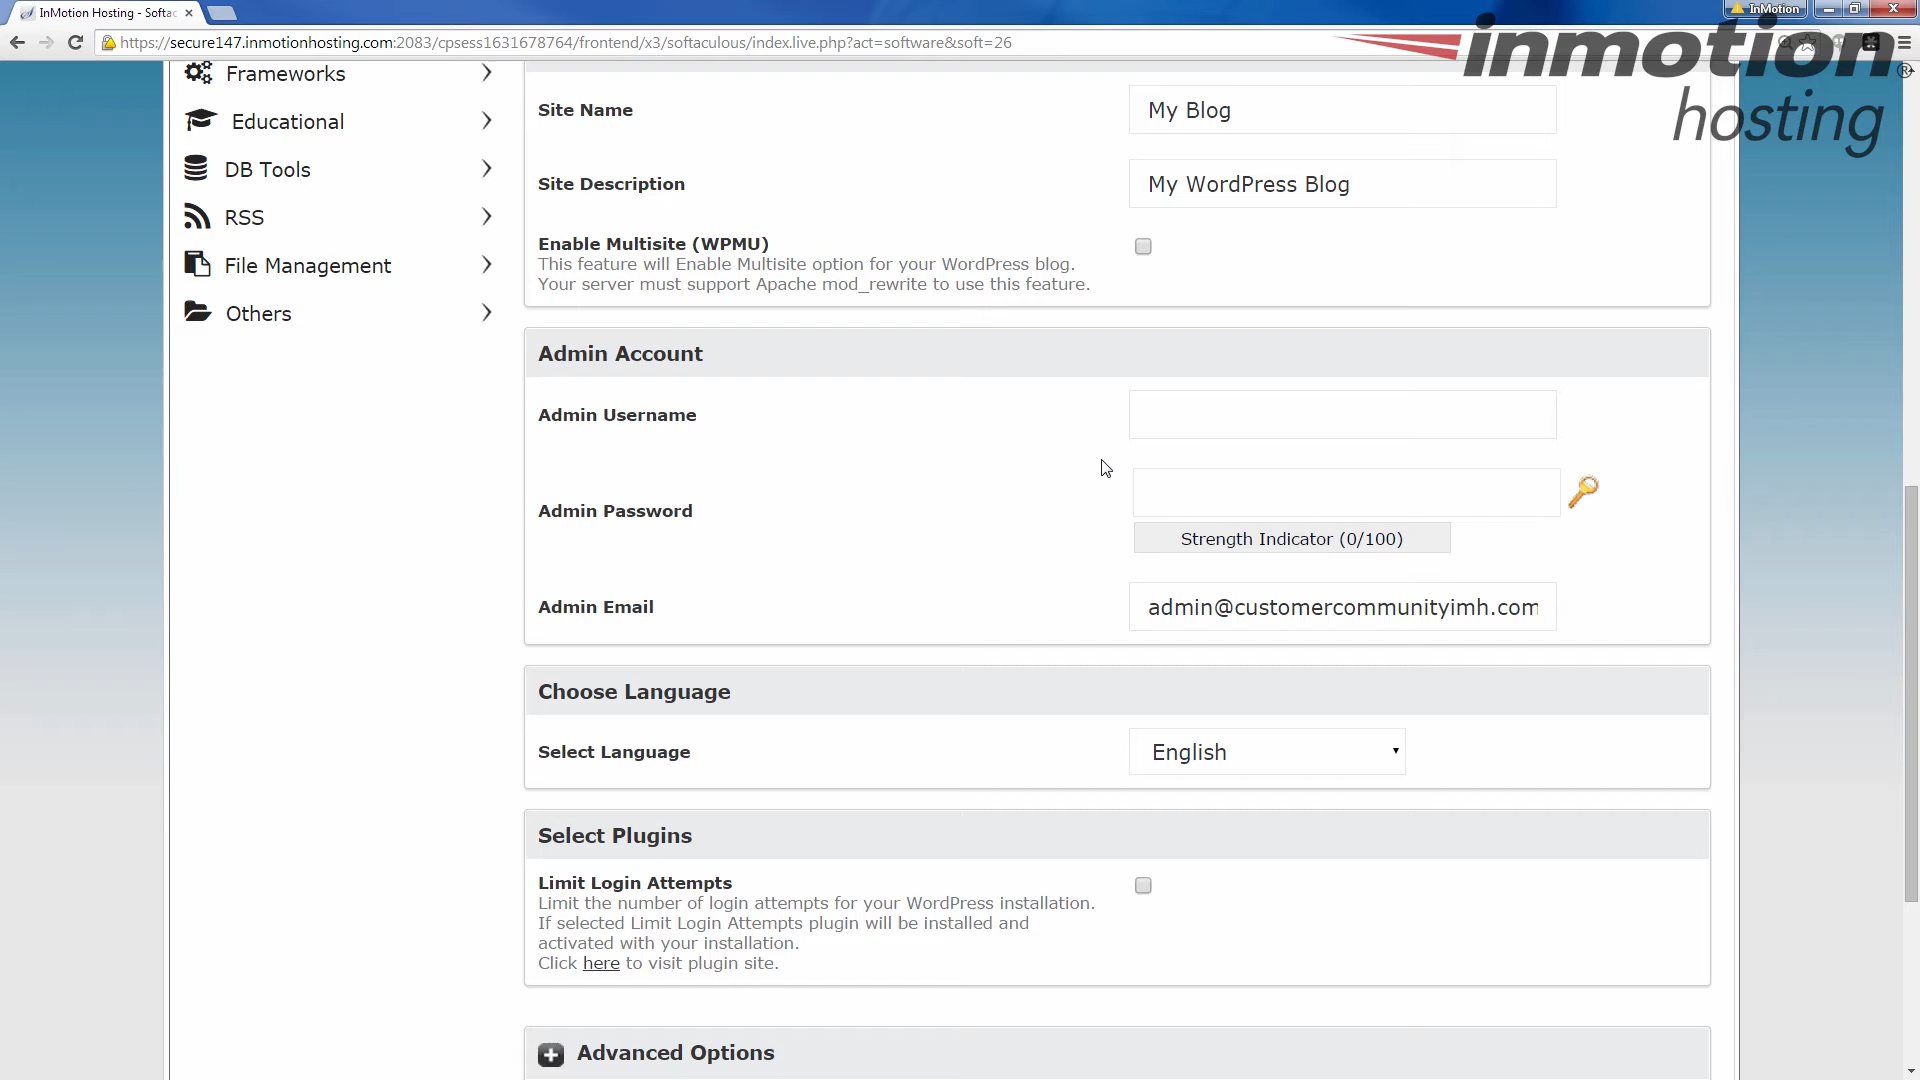 InMotion Hosting - Softac
InMotion
https://secure147.inmotionhosting.com:2083/cpsess1631678764/frontend/x3/softaculous/index.live.php?act=software&soft=26
inmotion
hosting
Frameworks
Educational
DB Tools
RSS
File Management
Others
Site Name
My Blog
Site Description
My WordPress Blog
Enable Multisite (WPMU)
This feature will Enable Multisite option for your WordPress blog.
Your server must support Apache mod_rewrite to use this feature.
Admin Account
Admin Username
Admin Password
Strength Indicator (0/100)
Admin Email
admin@customercommunityimh.com
Choose Language
Select Language
English
Select Plugins
Limit Login Attempts
Limit the number of login attempts for your WordPress installation.
If selected Limit Login Attempts plugin will be installed and
activated with your installation.
Click here to visit plugin site.
Advanced Options